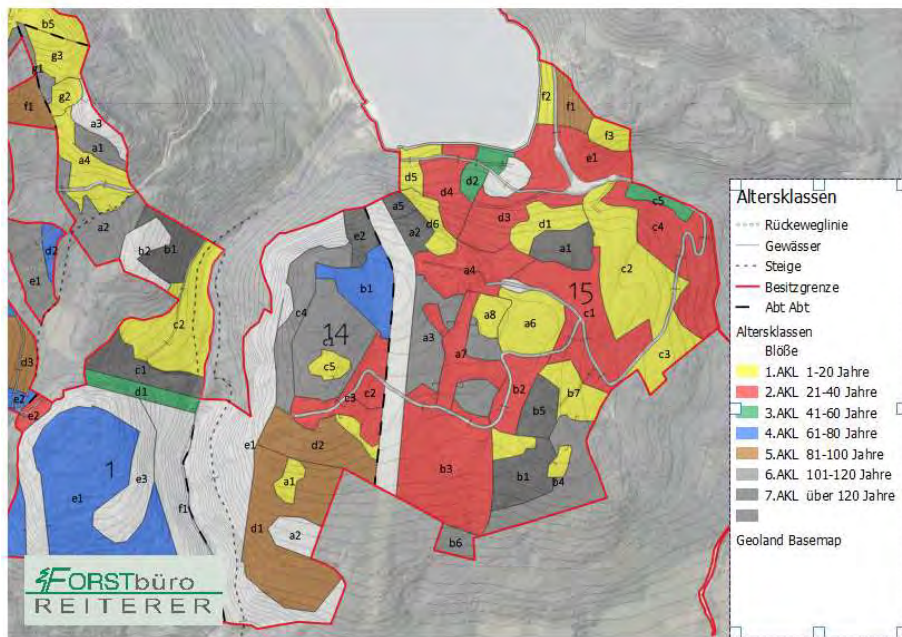 b5
g3
g1
g2
f1
a3
a1
a4
a2
b2
b1
d2
e1
c2
d3
c1
e2
e2
d1
1
e1
e3
f1
f2
f1
f3
e1
d5
d4
d2
d3
c5
c4
a5
a2
d6
d1
a1
c2
e2
b1
a4
15
c1
c4
14
c5
a3
a8
a6
a7
c3
c3
c2
b2
b7
b5
e1
d2
b3
b1
b4
a1
d1
a2
b6
Altersklassen
Rückeweglinie
Gewässer
Steige
Besitzgrenze
Abt Abt
Altersklassen
Blöße
1.AKL 1-20 Jahre
2.AKL 21-40 Jahre
3.AKL 41-60 Jahre
4.AKL 61-80 Jahre
5.AKL 81-100 Jahre
6.AKL 101-120 Jahre
7.AKL über 120 Jahre
Geoland Basemap
FORSTbüro
REITERER